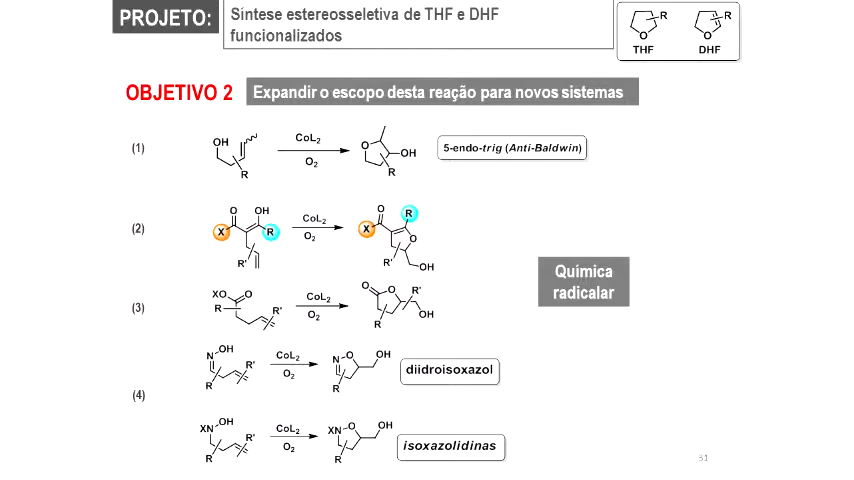 PROJETO:
Síntese estereosseletiva de THF e DHF
funcionalizados
R
O
THF
R
O
DHF
OBJETIVO 2
Expandir o escopo desta reação para novos sistemas
(1)
OH
R
CoL2
O2
O
OH
R
5-endo-trig (Anti-Baldwin)
(2)
O
OH
X
R
R'
CoL2
O2
O
R
X
O
R'
OH
Química
radicalar
(3)
XO
O
R
R'
CoL2
O2
O
O
R'
OH
R
(4)
N
OH
R'
R
CoL2
O2
N
O
OH
R
diidroisoxazol
XN
OH
R'
R
CoL2
O2
XN
O
OH
R
isoxazolidinas
31